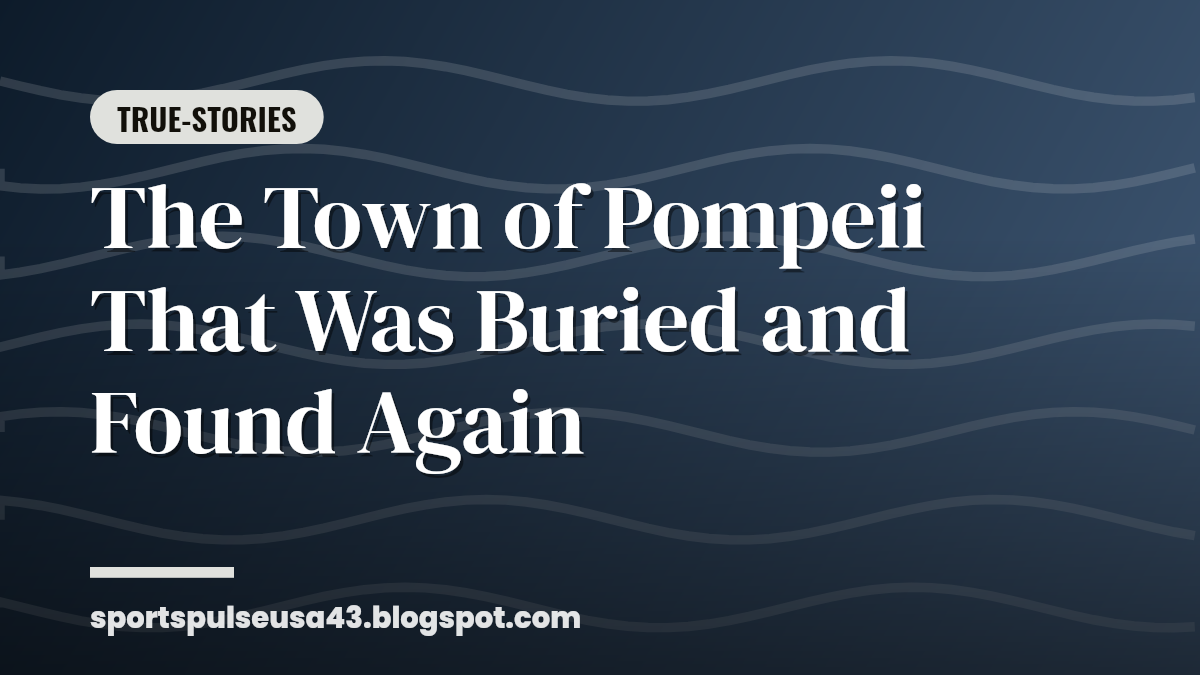 TRUE-STORIES
The Town of Pompeii
That Was Buried and
Found Again
sportspulseusa43.blogspot.com